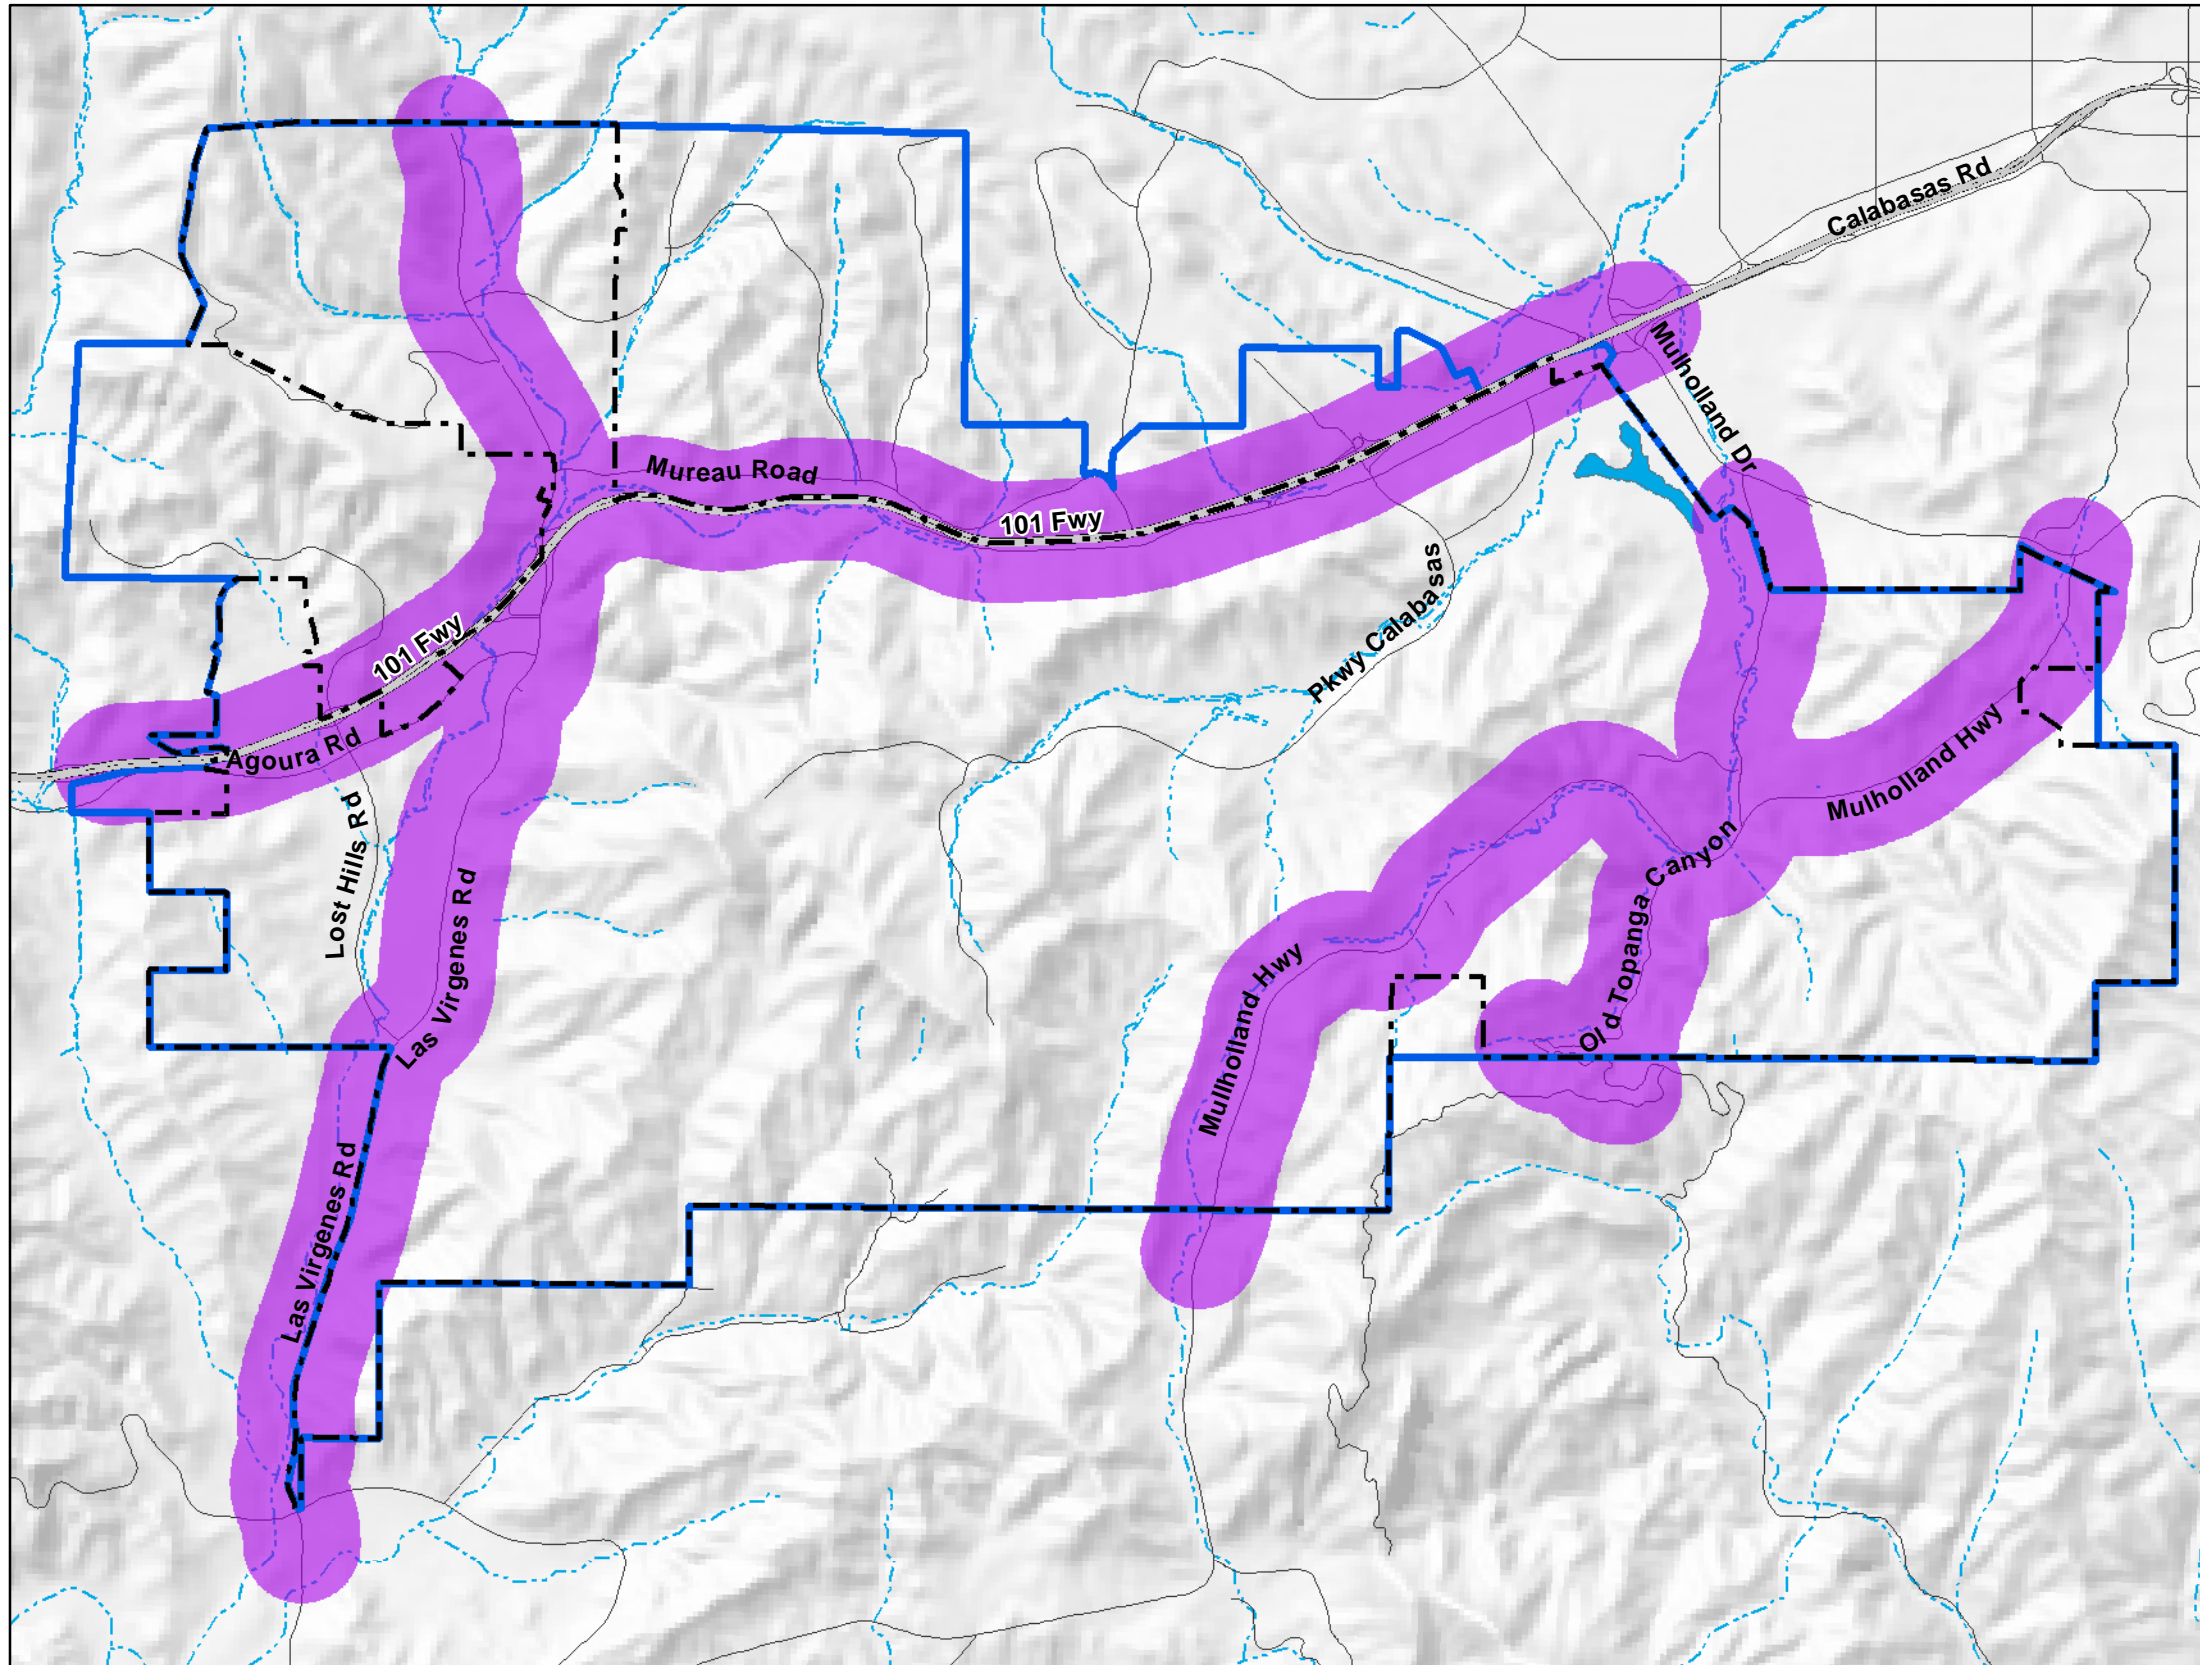 Calabasas Rd
Mulholland Dr
Mureau Road
101 Fwy
Pkwy Calabasas
101 Fwy
Agoura Rd
Mulholland Hwy
Lost Hills Rd
Las Virgenes Rd
Old Topanga Canyon
Mullholland Hwy
Las Virgenes Rd